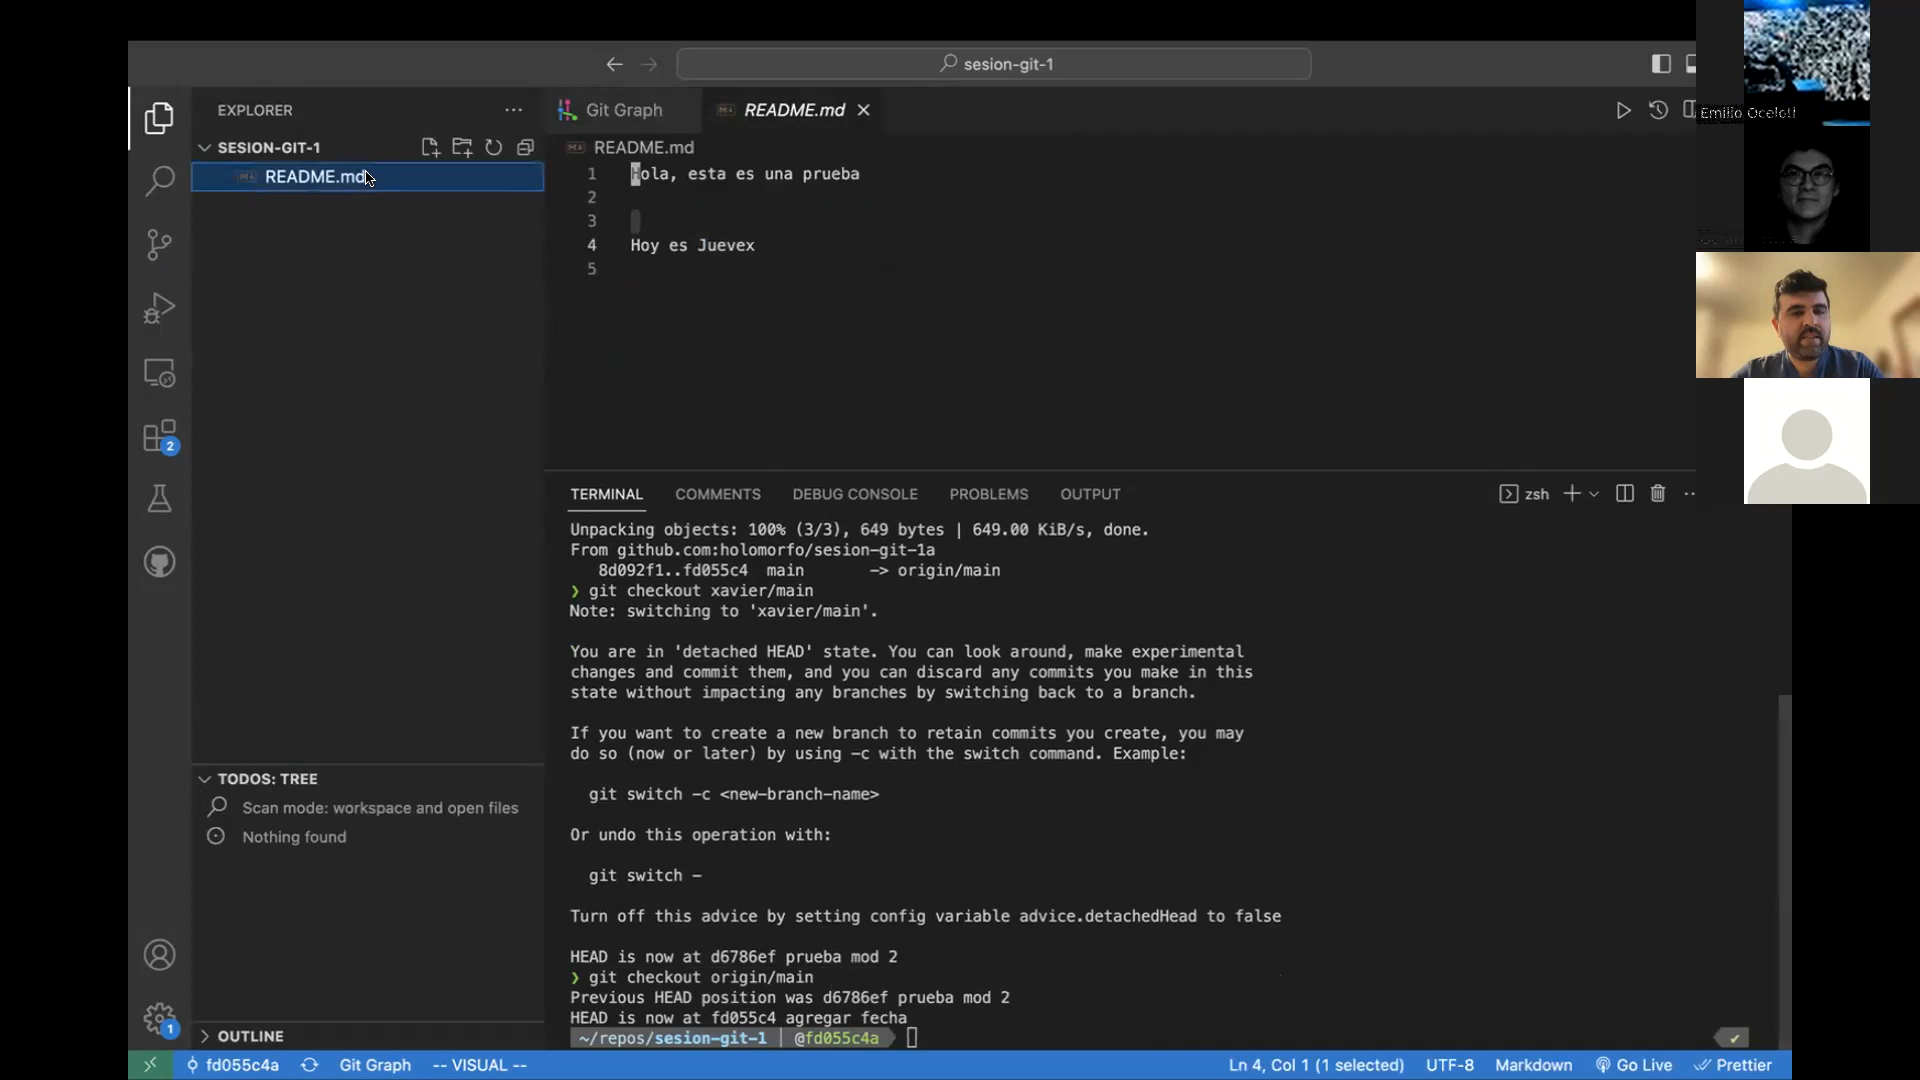 sesion-git-1
EXPLORER
SESION-GIT-1
README.md
Git Graph
README.md
README.md
1 Hola, esta es una prueba
2
3
4 Hoy es Juevex
5
TERMINAL COMMENTS DEBUG CONSOLE PROBLEMS OUTPUT
zsh
Unpacking objects: 100% (3/3), 649 bytes | 649.00 KiB/s, done.
From github.com:holomorfo/sesion-git-1a
8d092f1..fd055c4 main -> origin/main
❯ git checkout xavier/main
Note: switching to 'xavier/main'.
You are in 'detached HEAD' state. You can look around, make experimental
changes and commit them, and you can discard any commits you make in this
state without impacting any branches by switching back to a branch.
If you want to create a new branch to retain commits you create, you may
do so (now or later) by using -c with the switch command. Example:
git switch -c <new-branch-name>
Or undo this operation with:
git switch -
Turn off this advice by setting config variable advice.detachedHead to false
HEAD is now at d6786ef prueba mod 2
❯ git checkout origin/main
Previous HEAD position was d6786ef prueba mod 2
HEAD is now at fd055c4 agregar fecha
~/repos/sesion-git-1 | @fd055c4a
TODOS: TREE
Scan mode: workspace and open files
Nothing found
OUTLINE
2
1
fd055c4a
Git Graph
-- VISUAL --
Ln 4, Col 1 (1 selected)
UTF-8
Markdown
Go Live
Prettier
Emilio Ocelotl